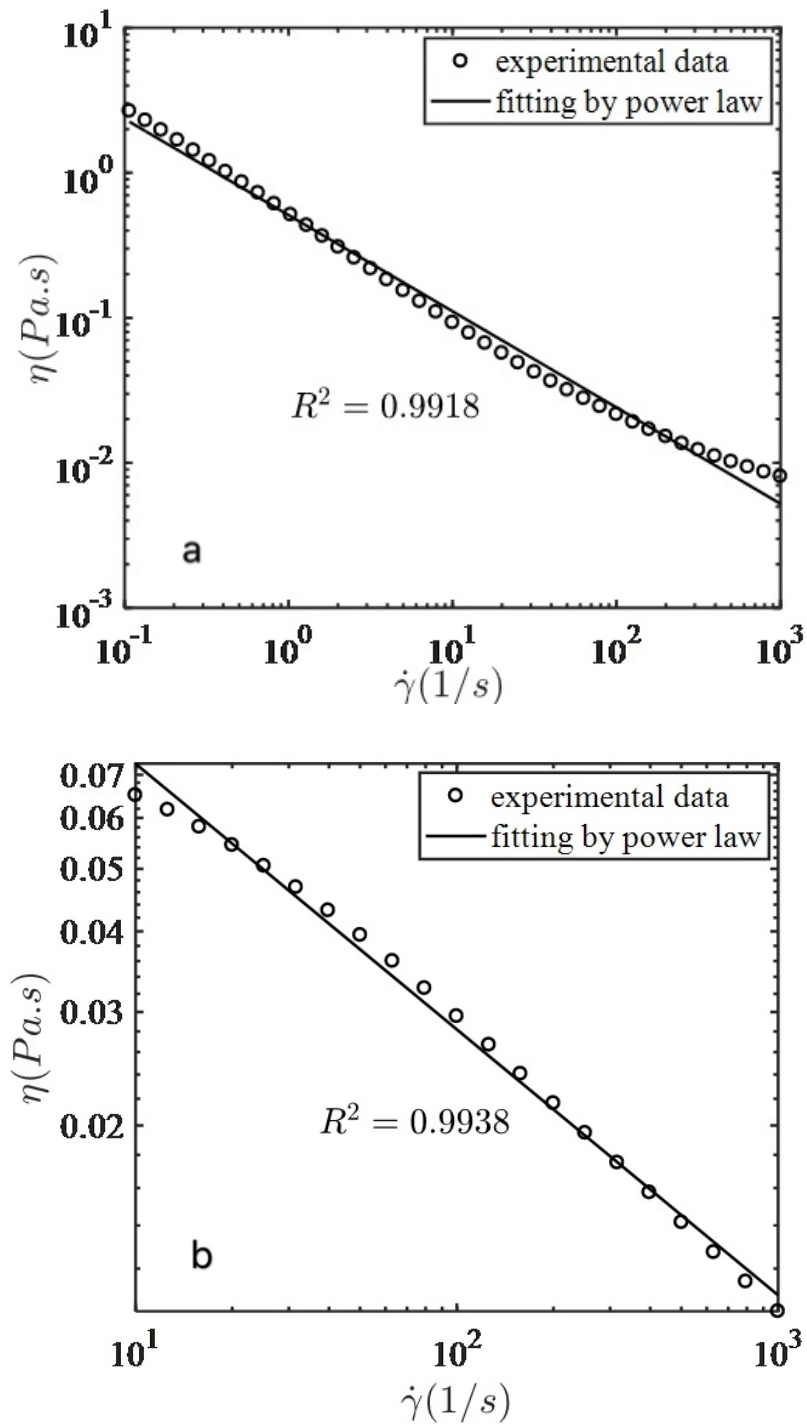 10^1
experimental data
fitting by power law
10^0
η(Pa.s)
10^-1
R² = 0.9918
10^-2
a
10^-3
10^-1 10^0 10^1 10^2 10^3
γ̇(1/s)
0.07
experimental data
0.06
fitting by power law
0.05
0.04
η(Pa.s)
0.03
0.02
R² = 0.9938
b
10^1 10^2 10^3
γ̇(1/s)